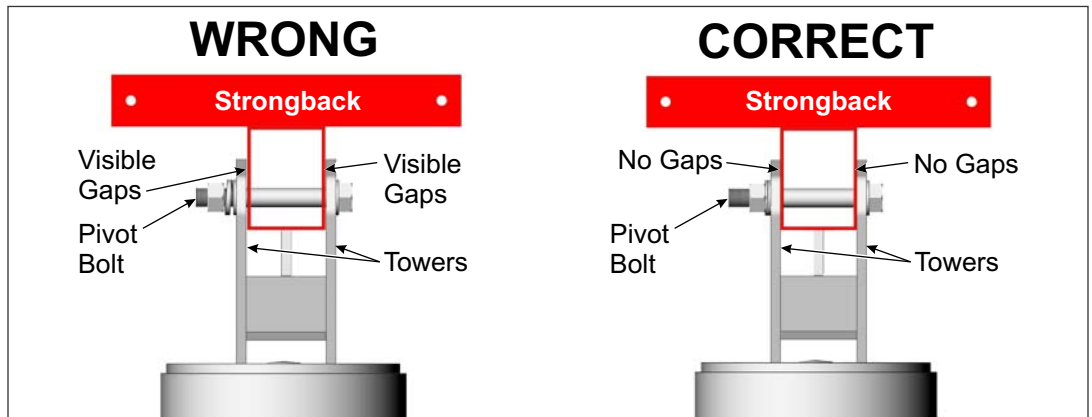 WRONG
Strongback
Visible
Gaps
Visible
Gaps
Pivot
Bolt
Towers
CORRECT
Strongback
No Gaps
No Gaps
Pivot
Bolt
Towers